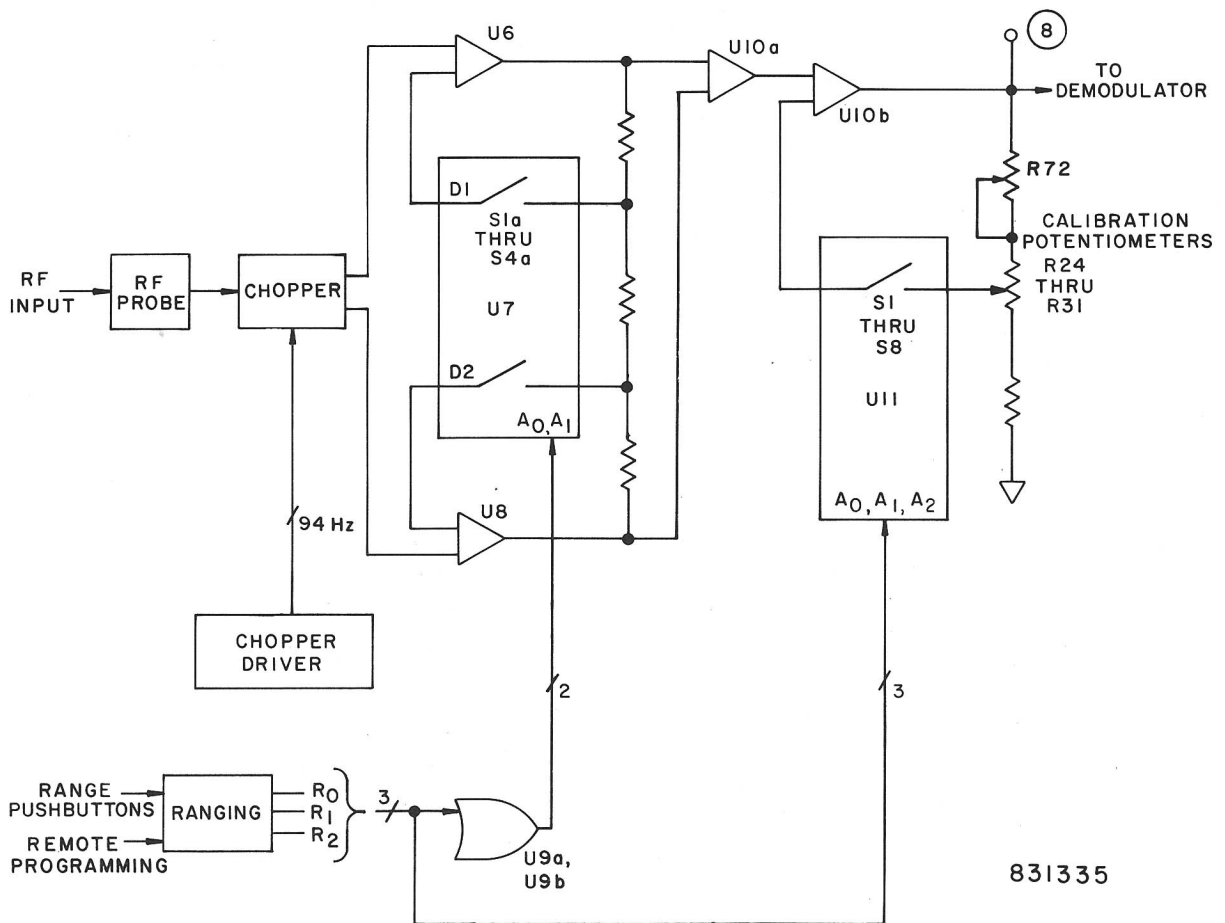 8
U6
U10a
TO
DEMODULATOR
U10b
R72
D1
S1a
THRU
S4a
CALIBRATION
POTENTIOMETERS
RF
INPUT
RF
PROBE
CHOPPER
R24
THRU
R31
S1
THRU
S8
U7
D2
U11
A0, A1
A0, A1, A2
94 Hz
U8
CHOPPER
DRIVER
2
3
RANGE
PUSHBUTTONS
RANGING
R0
R1
R2
3
REMOTE
PROGRAMMING
U9a,
U9b
831335